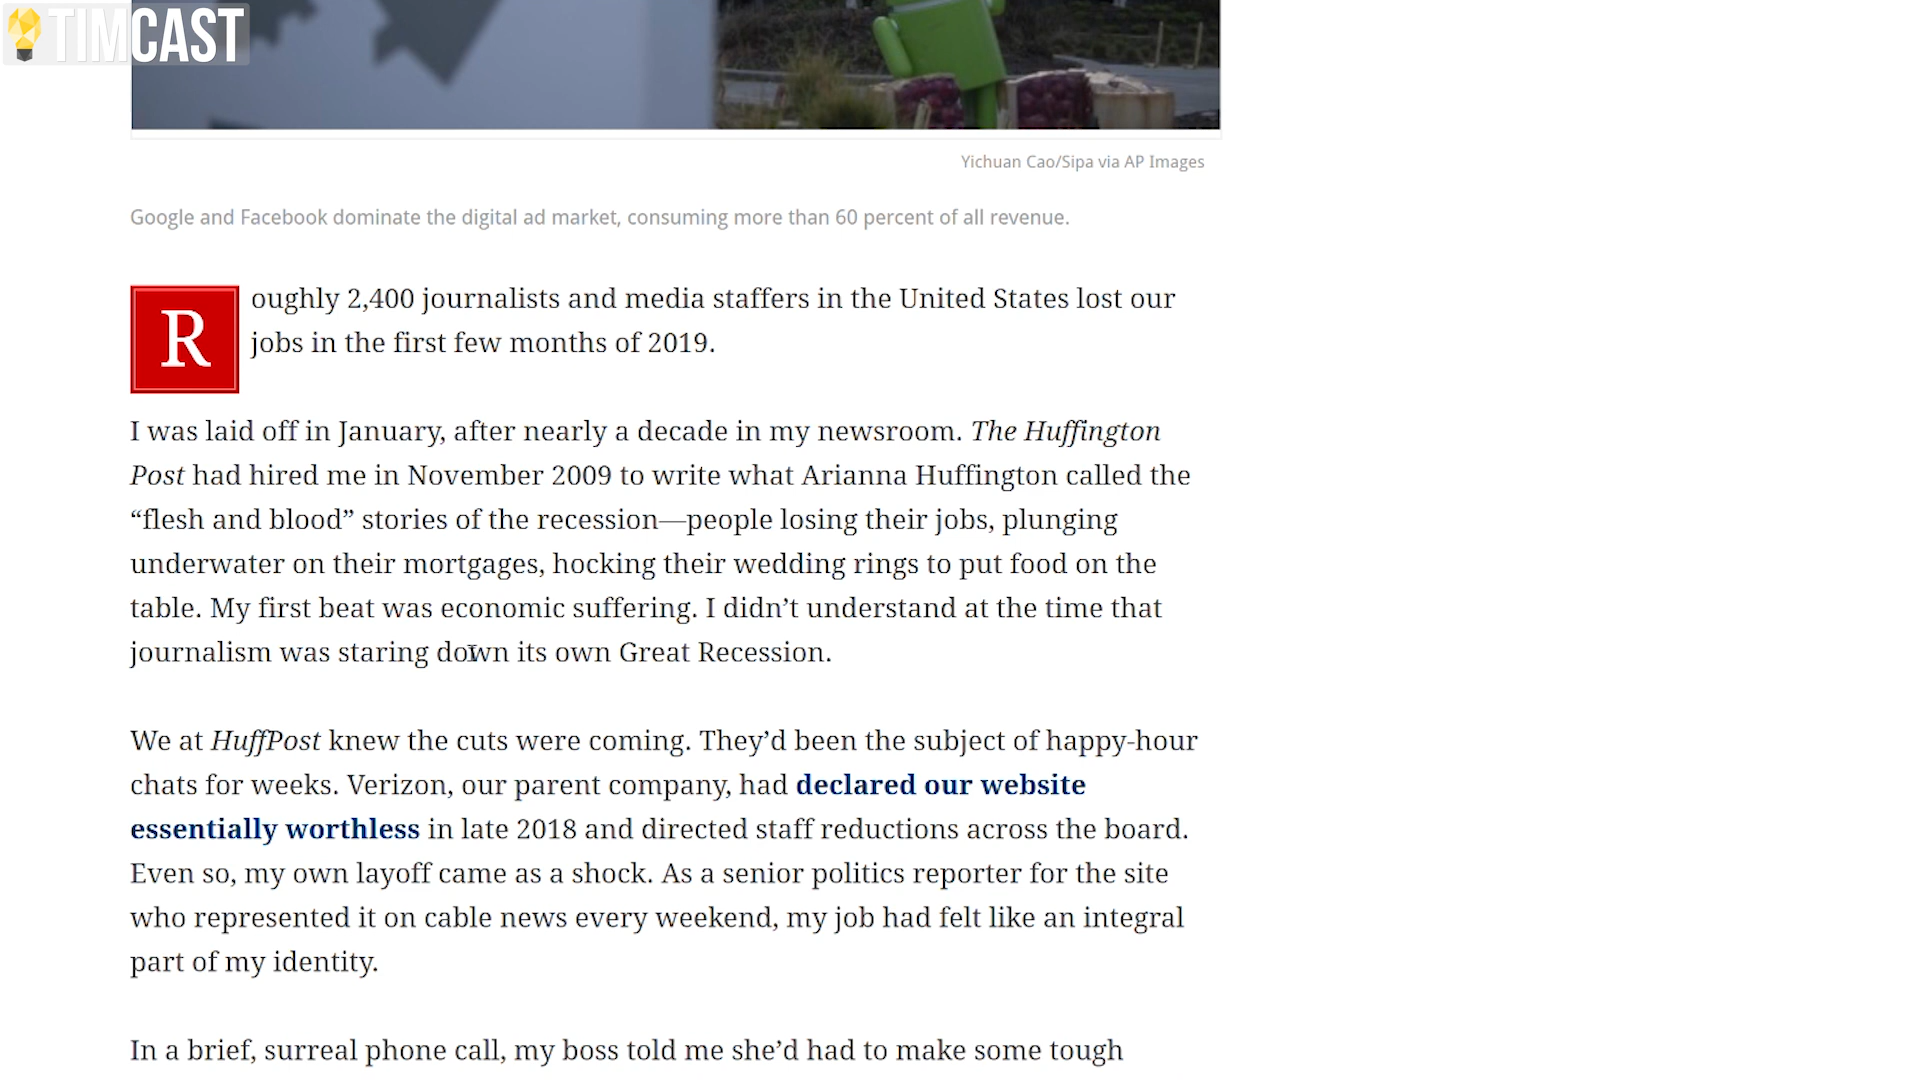 TIMCAST
Yichuan Cao/Sipa via AP Images
Google and Facebook dominate the digital ad market, consuming more than 60 percent of all revenue.
Roughly 2,400 journalists and media staffers in the United States lost our
jobs in the first few months of 2019.
I was laid off in January, after nearly a decade in my newsroom. The Huffington
Post had hired me in November 2009 to write what Arianna Huffington called the
“flesh and blood” stories of the recession—people losing their jobs, plunging
underwater on their mortgages, hocking their wedding rings to put food on the
table. My first beat was economic suffering. I didn’t understand at the time that
journalism was staring down its own Great Recession.
We at HuffPost knew the cuts were coming. They’d been the subject of happy-hour
chats for weeks. Verizon, our parent company, had declared our website
essentially worthless in late 2018 and directed staff reductions across the board.
Even so, my own layoff came as a shock. As a senior politics reporter for the site
who represented it on cable news every weekend, my job had felt like an integral
part of my identity.
In a brief, surreal phone call, my boss told me she’d had to make some tough